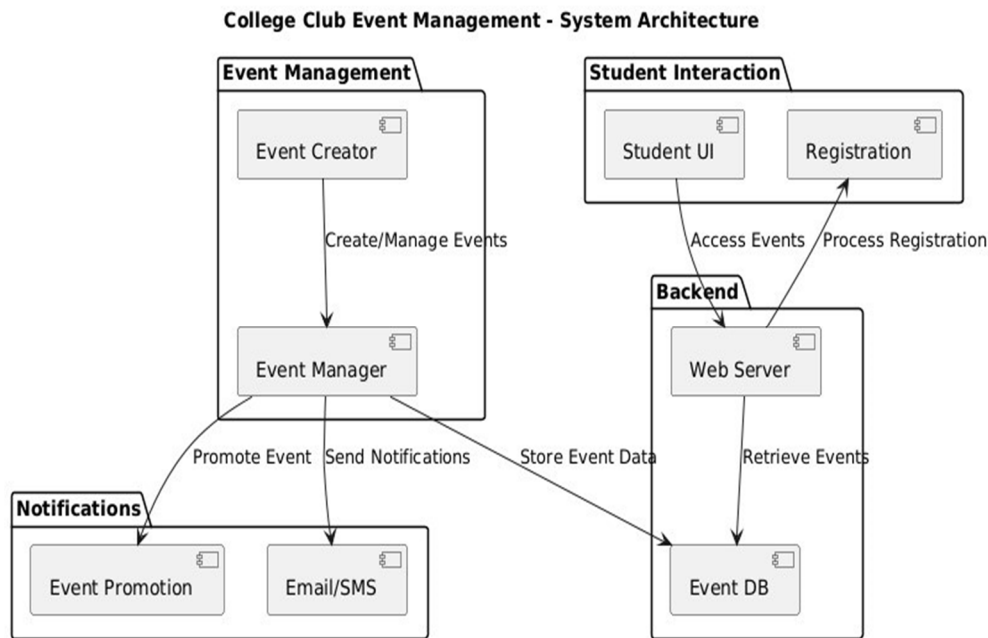 College Club Event Management - System Architecture
Event Management
Student Interaction
Event Creator
Student UI
Registration
Create/Manage Events
Access Events
Process Registration
Backend
Event Manager
Web Server
Promote Event
Send Notifications
Store Event Data
Retrieve Events
Notifications
Event Promotion
Email/SMS
Event DB